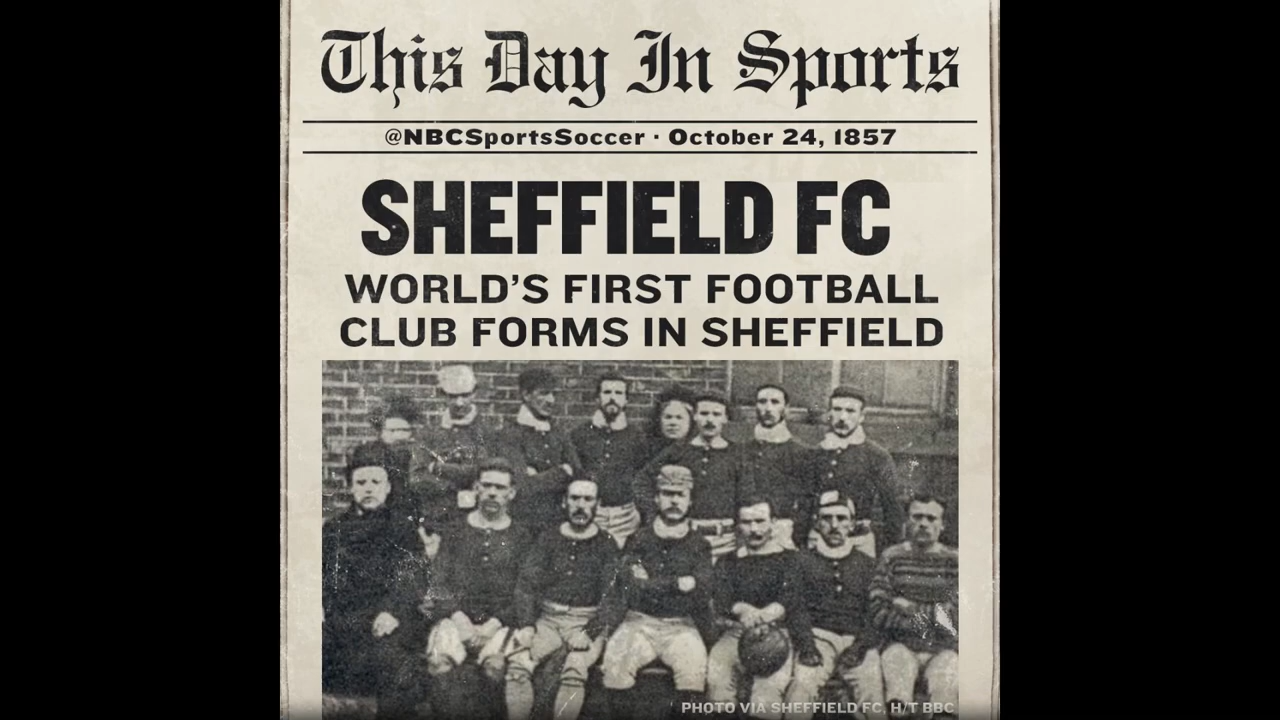 This Day In Sports
@NBCSportsSoccer · October 24, 1857
SHEFFIELD FC
WORLD'S FIRST FOOTBALL
CLUB FORMS IN SHEFFIELD
PHOTO VIA SHEFFIELD FC, H/T BBC